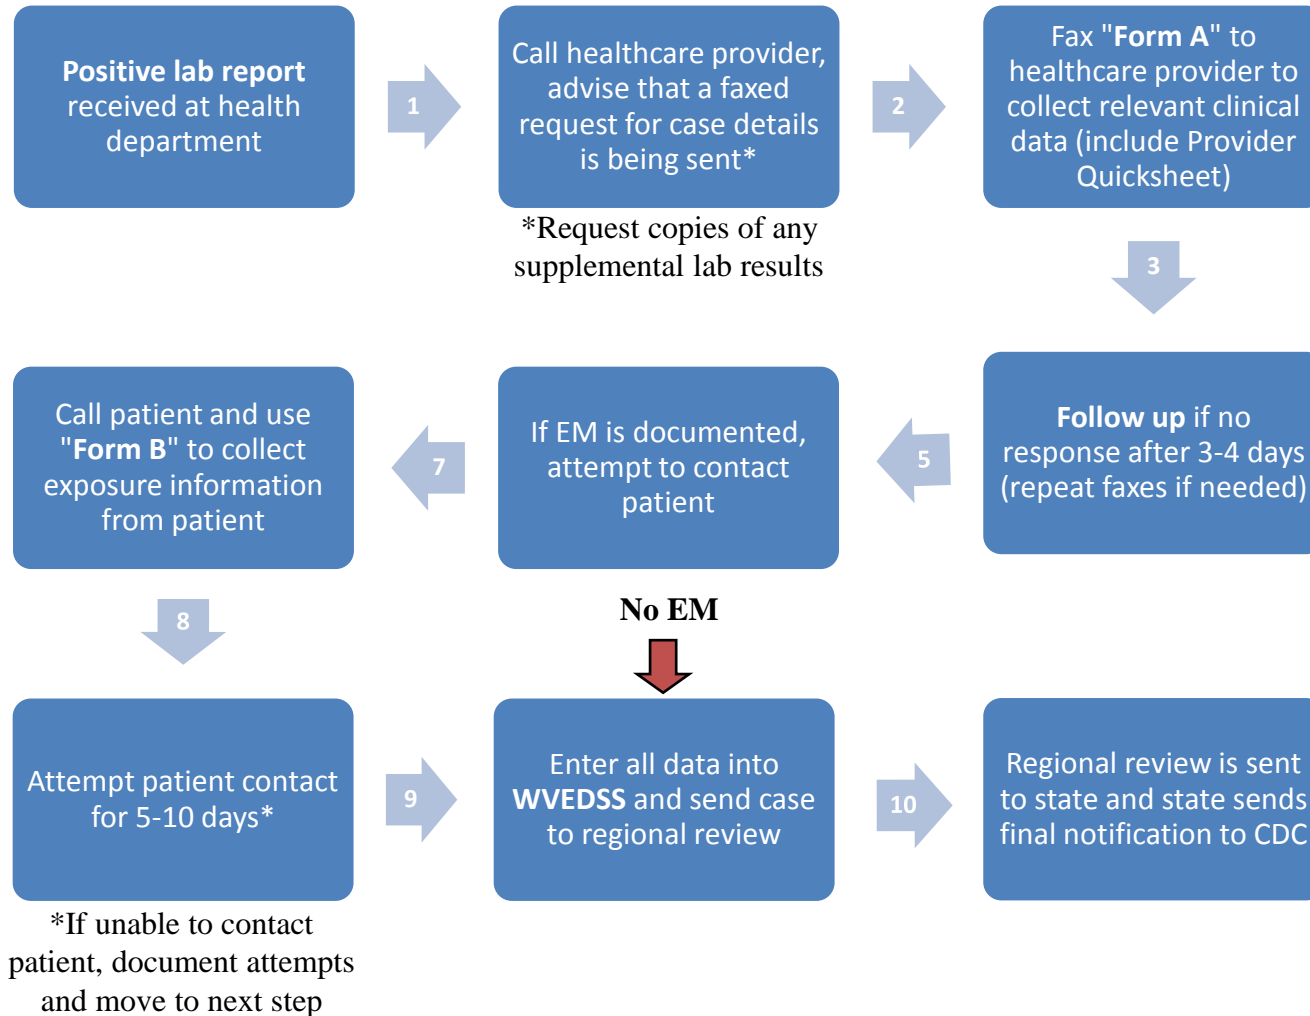 Positive lab report
received at health
department
1
Call healthcare provider,
advise that a faxed
request for case details
is being sent*
*Request copies of any
supplemental lab results
2
Fax "Form A" to
healthcare provider to
collect relevant clinical
data (include Provider
Quicksheet)
3
Follow up if no
response after 3-4 days
(repeat faxes if needed)
5
If EM is documented,
attempt to contact
patient
7
Call patient and use
"Form B" to collect
exposure information
from patient
8
No EM
Attempt patient contact
for 5-10 days*
*If unable to contact
patient, document attempts
and move to next step
9
Enter all data into
WVEDSS and send case
to regional review
10
Regional review is sent
to state and state sends
final notification to CDC